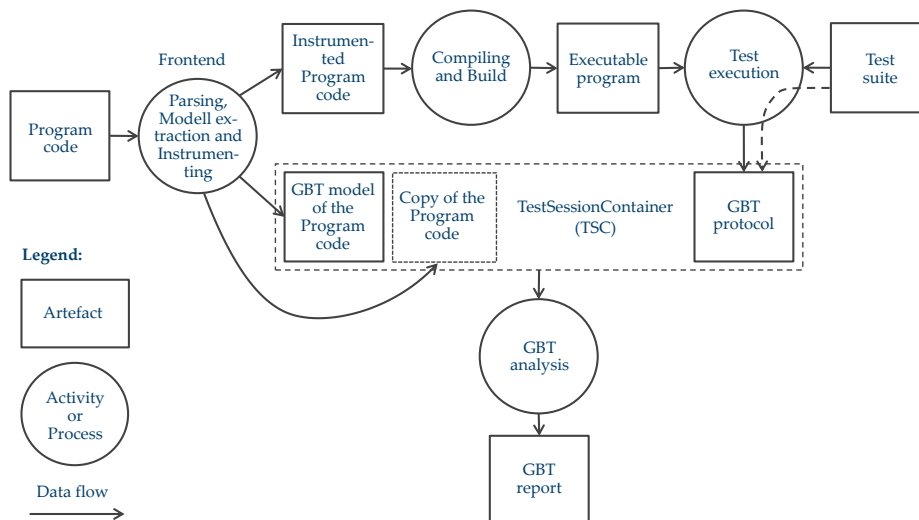 Frontend
Program
code
Parsing,
Modell ex-
traction and
Instrumen-
ting
Instrumen-
ted
Program
code
Compiling
and Build
Executable
program
Test
execution
Test
suite
GBT model
of the
Program
code
Copy of the
Program
code
TestSessionContainer
(TSC)
GBT
protocol
GBT
analysis
GBT
report
Legend:
Artefact
Activity
or
Process
Data flow